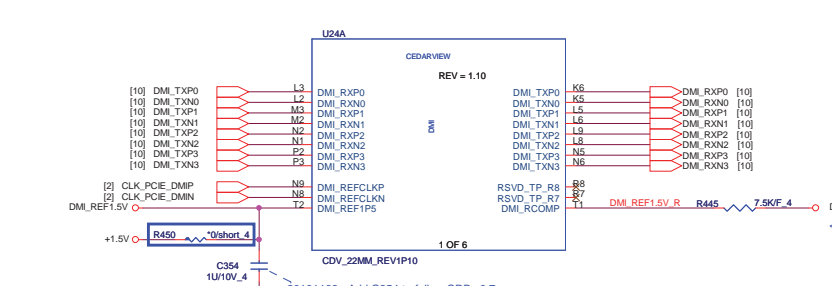 U24A
CEDARVIEW
REV = 1.10
[10] DMI_TXP0 L3 DMI_RXP0 DMI_TXP0 K6 DMI_RXP0 [10]
[10] DMI_TXN0 L2 DMI_RXN0 DMI_TXN0 K5 DMI_RXN0 [10]
[10] DMI_TXP1 M3 DMI_RXP1 DMI_TXP1 L5 DMI_RXP1 [10]
[10] DMI_TXN1 M2 DMI_RXN1 DMI_TXN1 L6 DMI_RXN1 [10]
[10] DMI_TXP2 N2 DMI_RXP2 DMI_TXP2 L9 DMI_RXP2 [10]
[10] DMI_TXN2 N1 DMI_RXN2 DMI_TXN2 L8 DMI_RXN2 [10]
[10] DMI_TXP3 P2 DMI_RXP3 DMI_TXP3 N5 DMI_RXP3 [10]
[10] DMI_TXN3 P3 DMI_RXN3 DMI_TXN3 N6 DMI_RXN3 [10]
DMI
[2] CLK_PCIE_DMIP N9 DMI_REFCLKP RSVD_TP_R8 R8
[2] CLK_PCIE_DMIN N8 DMI_REFCLKN RSVD_TP_R7 R7
DMI_REF1.5V T2 DMI_REF1P5 DMI_RCOMP T1 DMI_REF1.5V_R R445 7.5K/F_4
+1.5V R450 *0/short_4
1 OF 6
CDV_22MM_REV1P10
C354
1U/10V_4